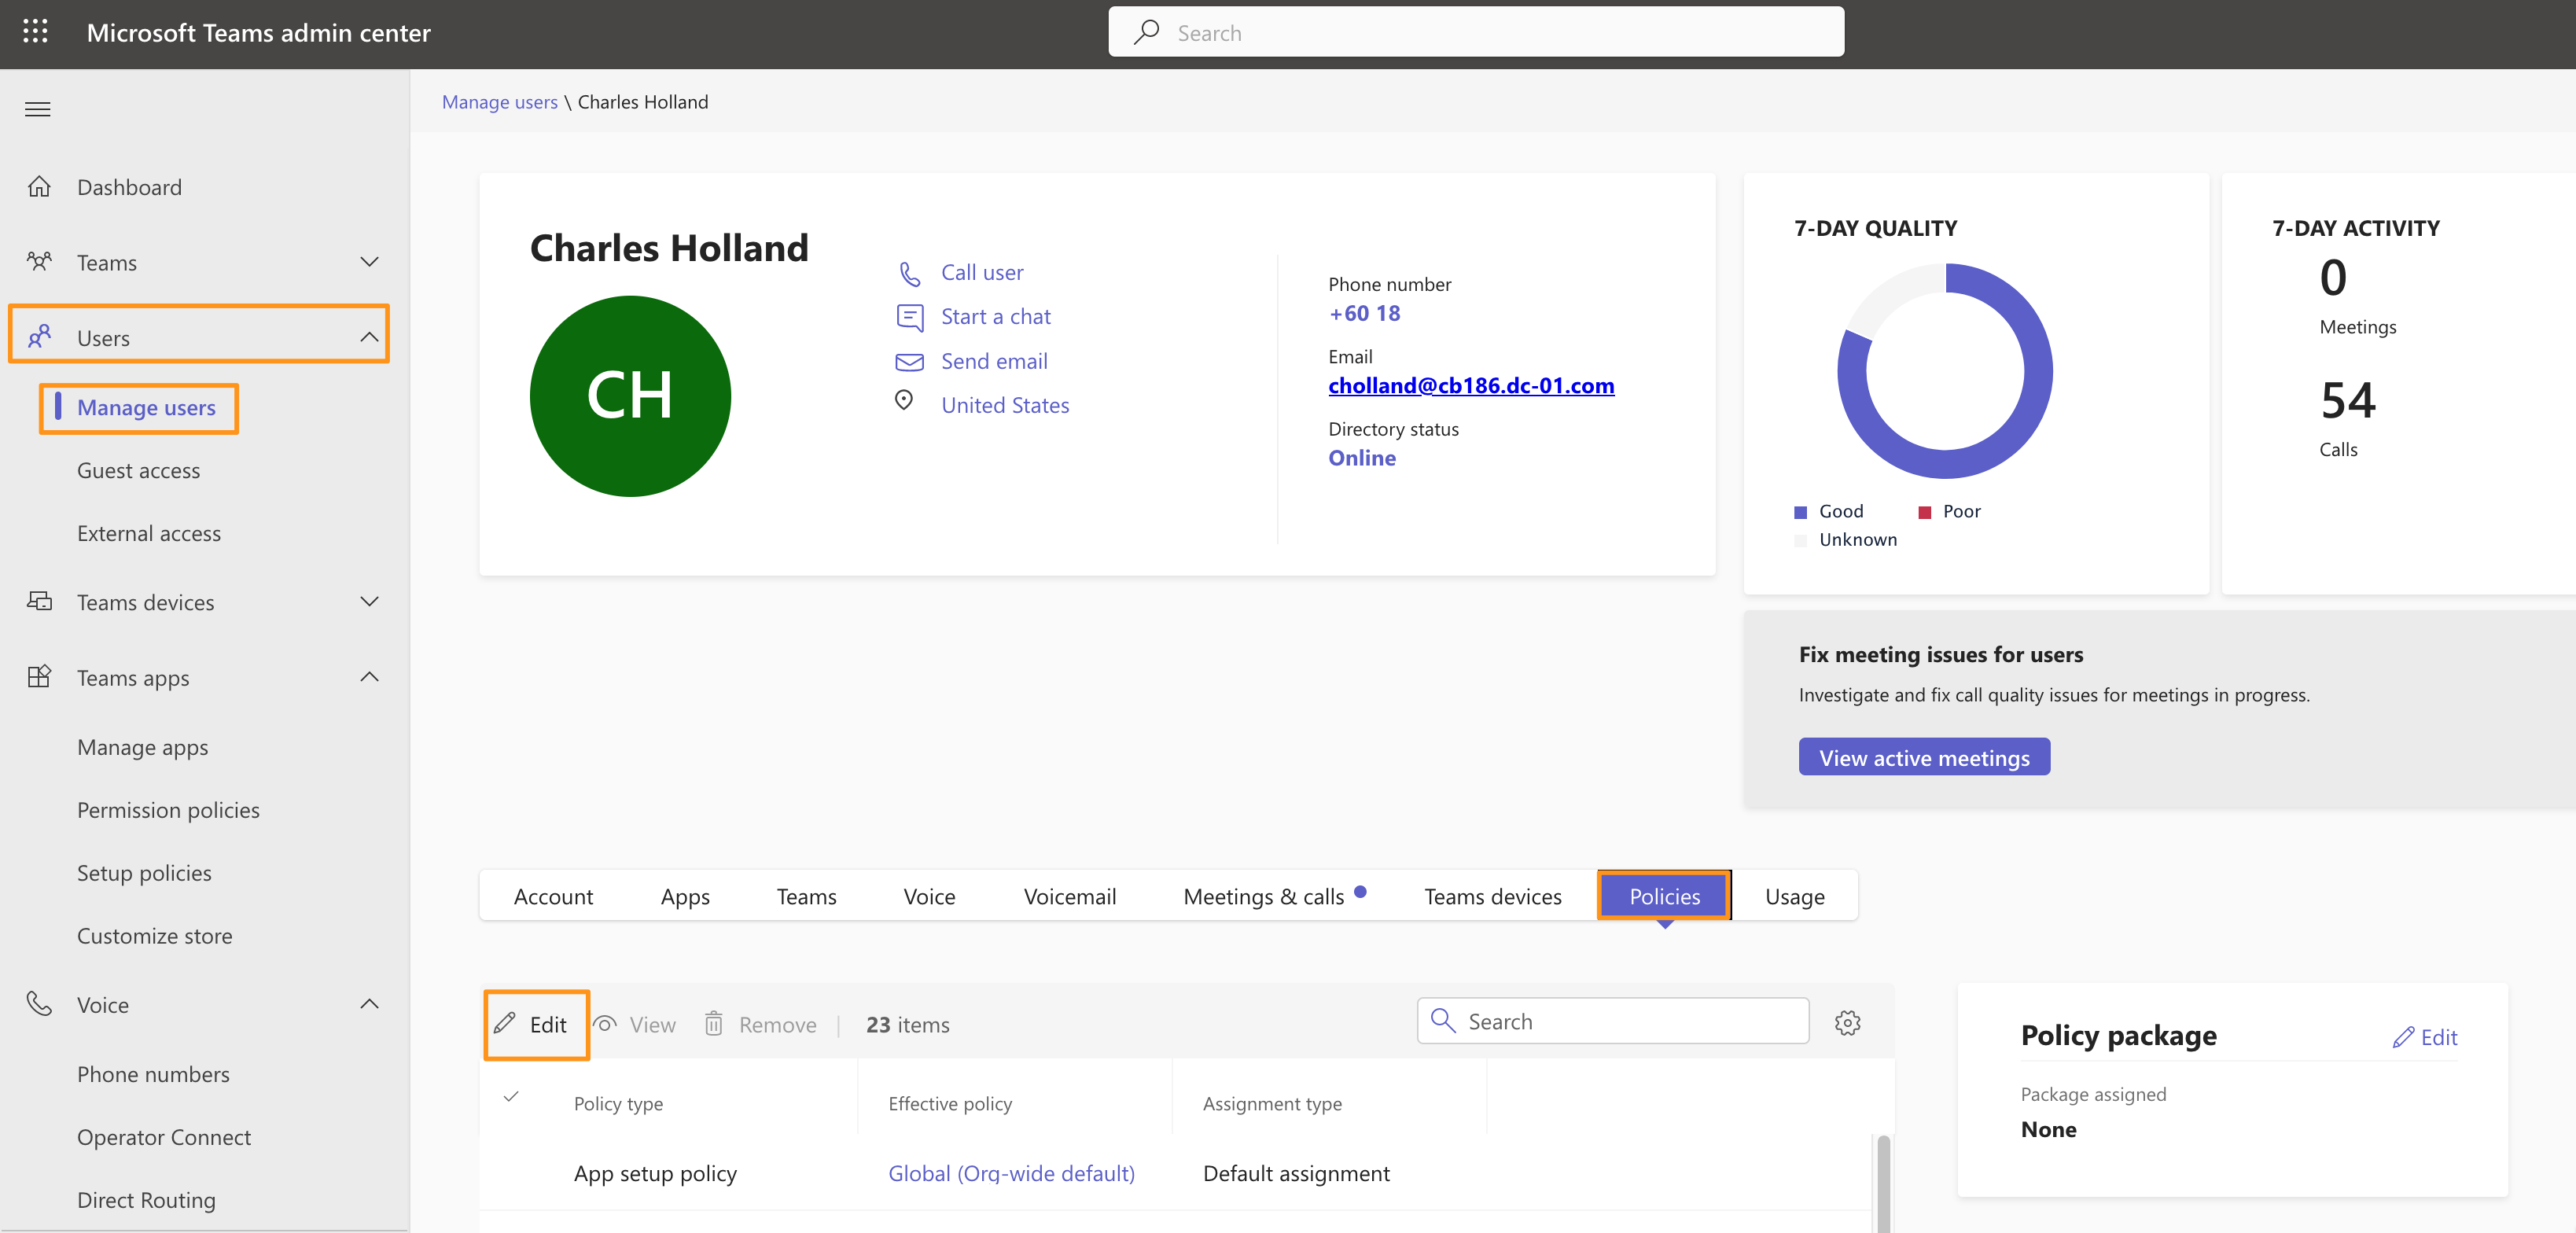 Microsoft Teams admin center
Search
Manage users \ Charles Holland
Dashboard
Teams
Users
Manage users
Guest access
External access
Teams devices
Teams apps
Manage apps
Permission policies
Setup policies
Customize store
Voice
Phone numbers
Operator Connect
Direct Routing
Charles Holland
CH
Call user
Start a chat
Send email
United States
Phone number
+60 18
Email
cholland@cb186.dc-01.com
Directory status
Online
7-DAY QUALITY
Good
Poor
Unknown
7-DAY ACTIVITY
0
Meetings
54
Calls
Fix meeting issues for users
Investigate and fix call quality issues for meetings in progress.
View active meetings
Account Apps Teams Voice Voicemail Meetings & calls Teams devices Policies Usage
Edit View Remove | 23 items
Search
Policy type Effective policy Assignment type
App setup policy Global (Org-wide default) Default assignment
Policy package
Edit
Package assigned
None